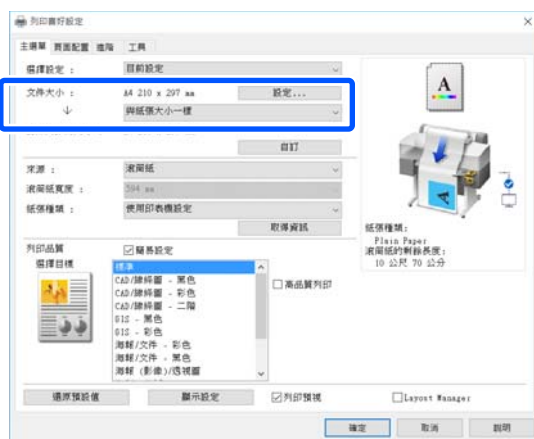 列印喜好設定
主選單 頁面配置 進階 工具
選擇設定 : 目前設定
文件大小 : A4 210 x 297 mm 設定...
↓ 與紙張大小一樣
自訂
來源 : 滾筒紙
滾筒紙寬度 : 594 mm
紙張種類 : 使用印表機設定
取得資訊
A
紙張種類:
Plain Paper
滾筒紙的剩餘長度:
10 公尺 70 公分
列印品質 簡易設定
選擇目標
標準
CAD/線條圖 - 黑色
CAD/線條圖 - 彩色
CAD/線條圖 - 二階
GIS - 黑色
GIS - 彩色
海報/文件 - 彩色
海報/文件 - 黑色
海報 (影像)/透視圖
高品質列印
還原預設值 顯示設定 列印預視 Layout Manager
確定 取消 說明